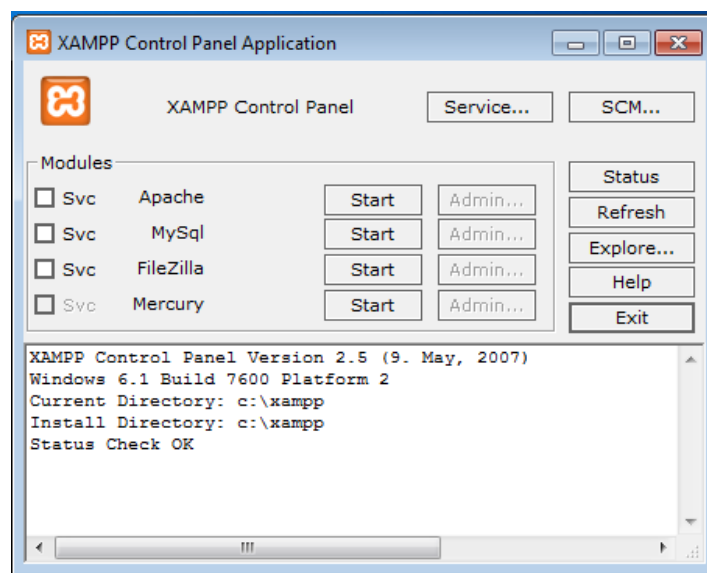 XAMPP Control Panel Application
XAMPP Control Panel Service... SCM...
Modules
Svc Apache Start Admin...
Svc MySql Start Admin...
Svc FileZilla Start Admin...
Svc Mercury Start Admin...
Status
Refresh
Explore...
Help
Exit
XAMPP Control Panel Version 2.5 (9. May, 2007)
Windows 6.1 Build 7600 Platform 2
Current Directory: c:\xampp
Install Directory: c:\xampp
Status Check OK